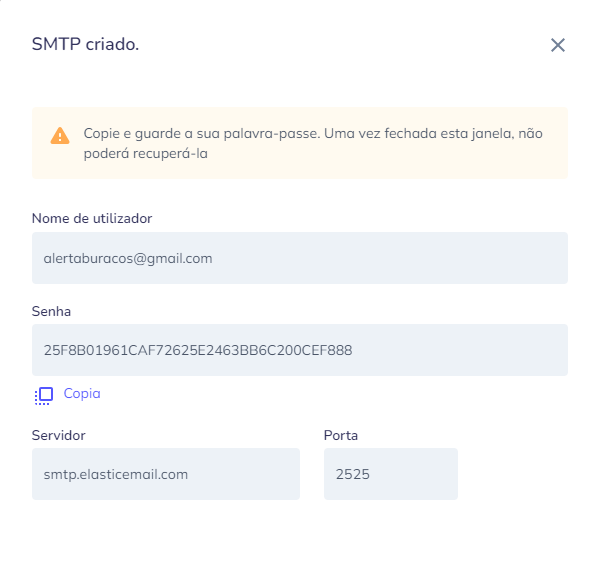 SMTP criado.
Copie e guarde a sua palavra-passe. Uma vez fechada esta janela, não
poderá recuperá-la
Nome de utilizador
alertaburacos@gmail.com
Senha
25F8B01961CAF72625E2463BB6C200CEF888
Copia
Servidor
Porta
smtp.elasticemail.com
2525